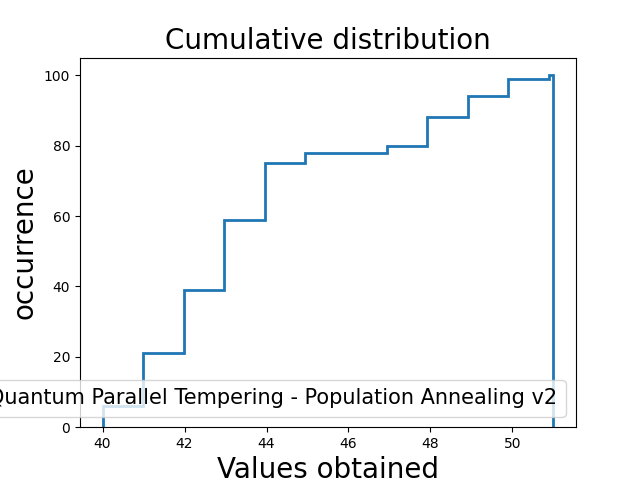 Cumulative distribution
100
80
60
40
20
0
occurrence
Quantum Parallel Tempering - Population Annealing v2
40 42 44 46 48 50
Values obtained